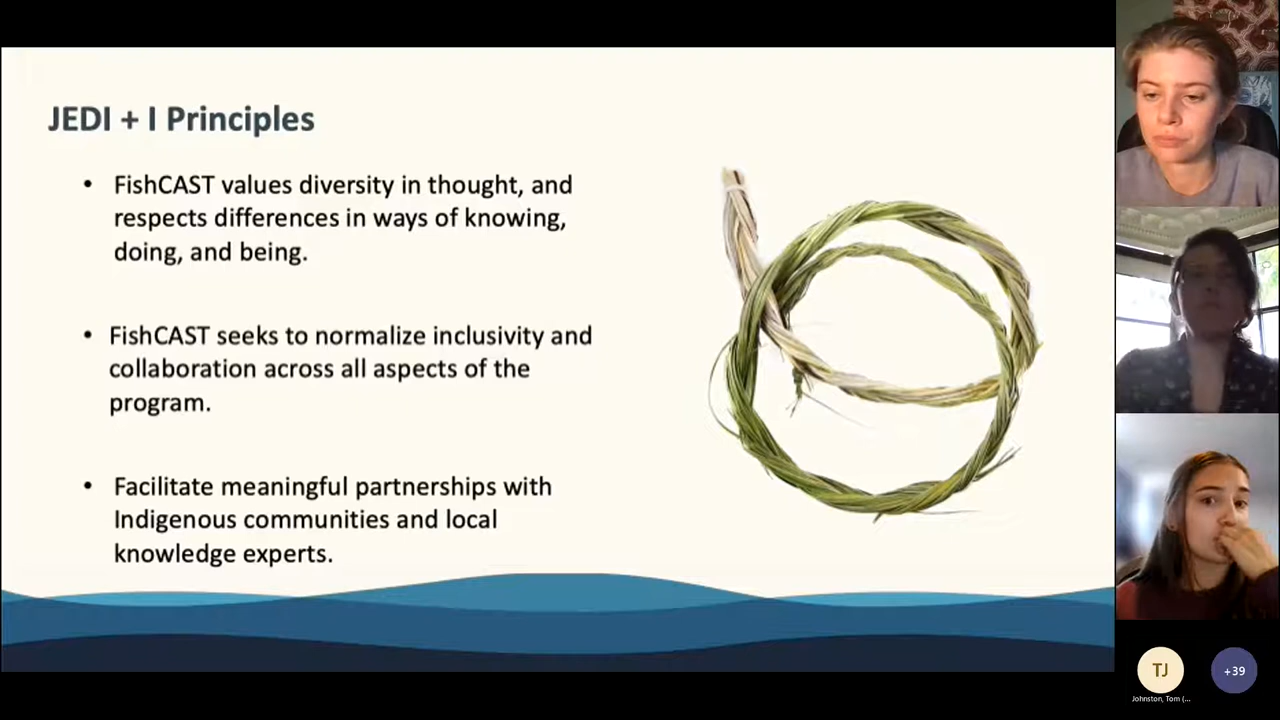 JEDI + I Principles
• FishCAST values diversity in thought, and
respects differences in ways of knowing,
doing, and being.
• FishCAST seeks to normalize inclusivity and
collaboration across all aspects of the
program.
• Facilitate meaningful partnerships with
Indigenous communities and local
knowledge experts.
TJ
+39
Johnston, Tom (...